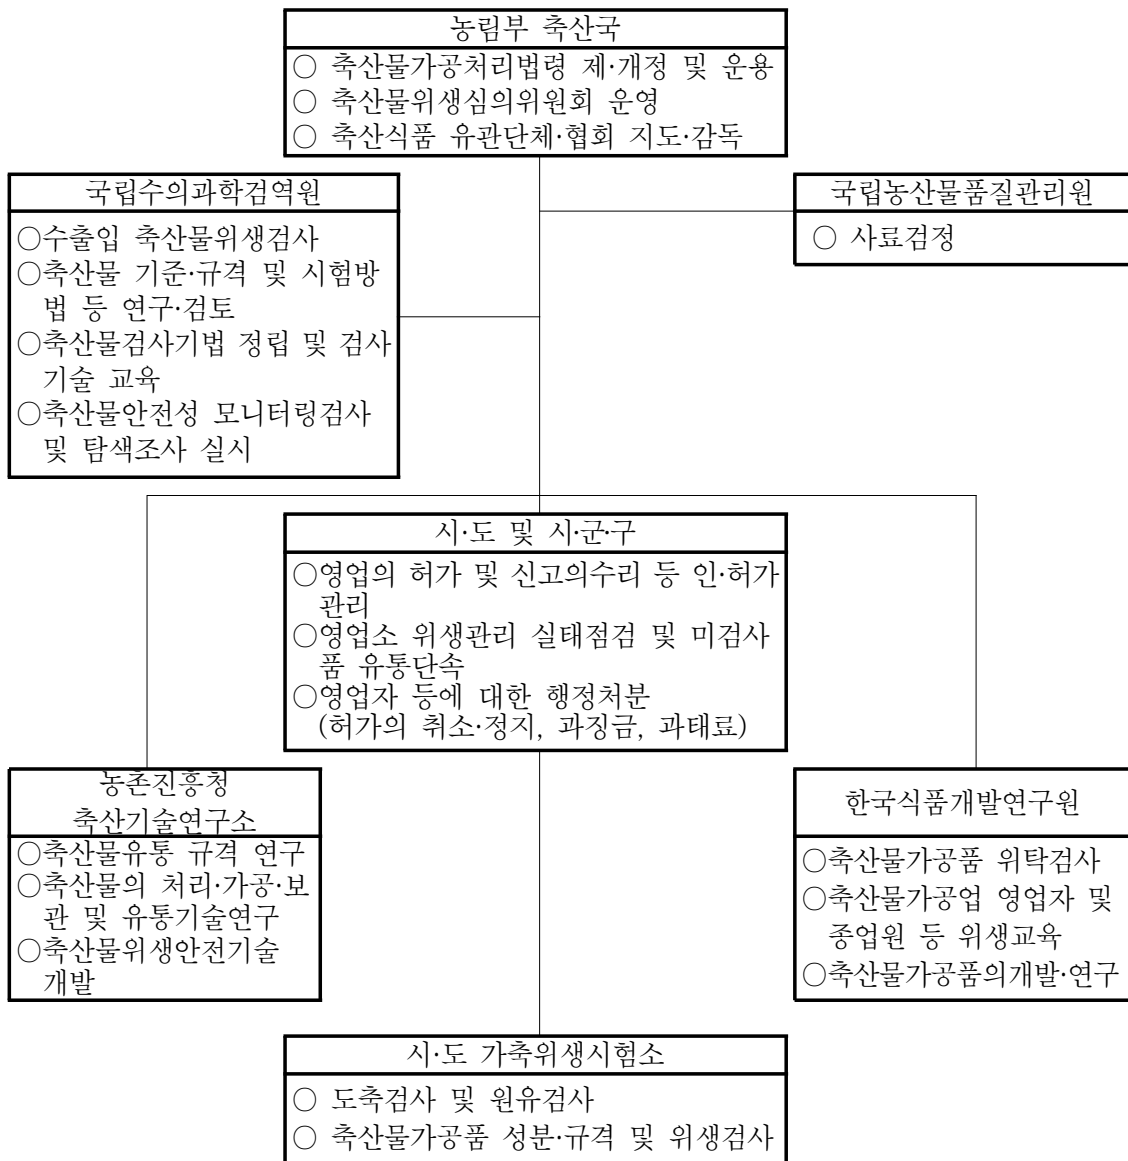 농림부 축산국
○ 축산물가공처리법령 제·개정 및 운용
○ 축산물위생심의위원회 운영
○ 축산식품 유관단체·협회 지도·감독
국립수의과학검역원
○수출입 축산물위생검사
○축산물 기준·규격 및 시험방
법 등 연구·검토
○축산물검사기법 정립 및 검사
기술 교육
○축산물안전성 모니터링검사
및 탐색조사 실시
국립농산물품질관리원
○ 사료검정
시·도 및 시·군·구
○영업의 허가 및 신고의수리 등 인·허가
관리
○영업소 위생관리 실태점검 및 미검사
품 유통단속
○영업자 등에 대한 행정처분
(허가의 취소·정지, 과징금, 과태료)
농촌진흥청
축산기술연구소
○축산물유통 규격 연구
○축산물의 처리·가공·보
관 및 유통기술연구
○축산물위생안전기술
개발
한국식품개발연구원
○축산물가공품 위탁검사
○축산물가공업 영업자 및
종업원 등 위생교육
○축산물가공품의개발·연구
시·도 가축위생시험소
○ 도축검사 및 원유검사
○ 축산물가공품 성분·규격 및 위생검사